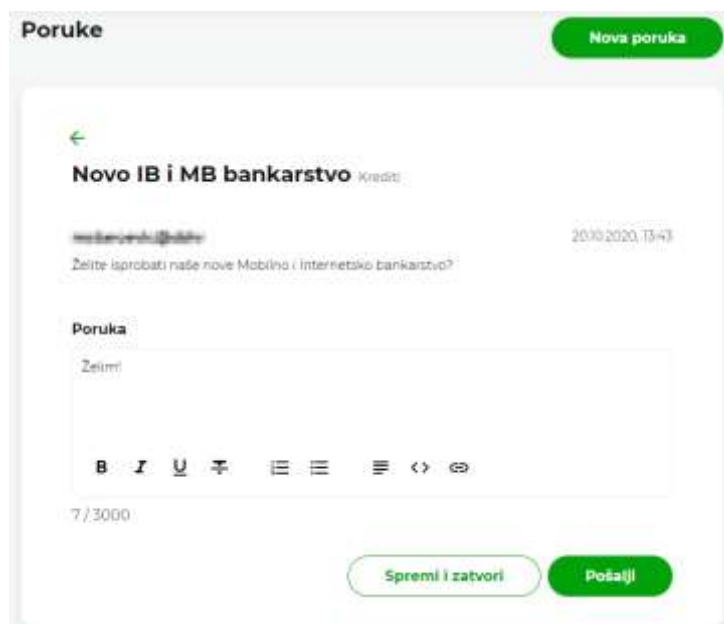 Poruke
Nova poruka
Novo IB i MB bankarstvo Krediti
20.10.2020, 13:43
Želite isprobati naše nove Mobilno i Internetsko bankarstvo?
Poruka
Želim!
B I U T
7 / 3000
Spremi i zatvori
Pošalji